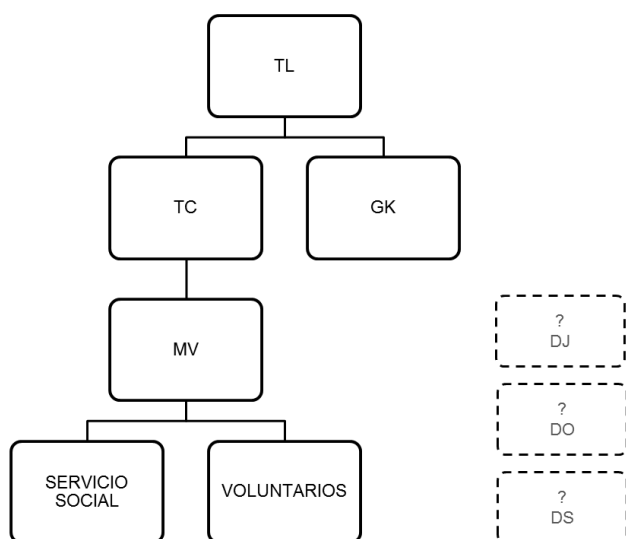 TL
TC
GK
MV
?
DJ
?
DO
SERVICIO
SOCIAL
VOLUNTARIOS
?
DS